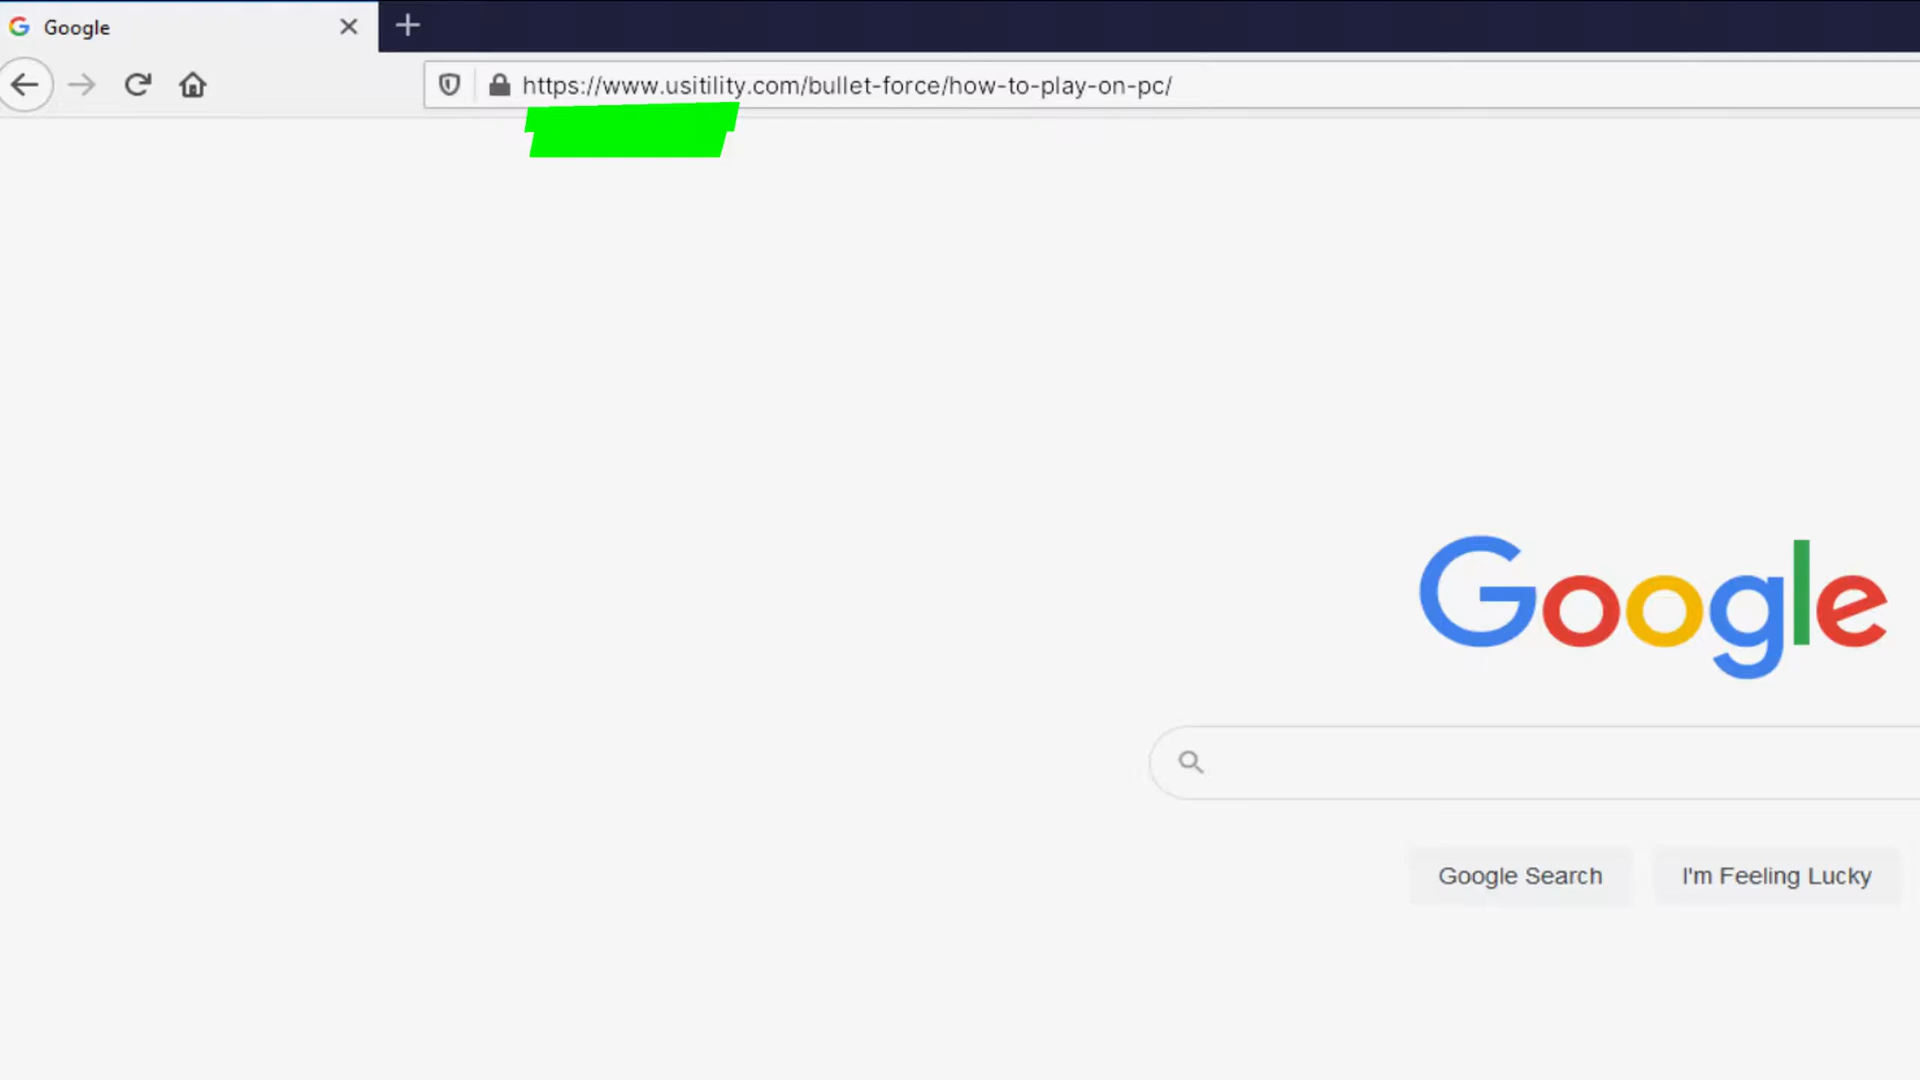 Google
https://www.usitility.com/bullet-force/how-to-play-on-pc/
Google
Google Search
I'm Feeling Lucky